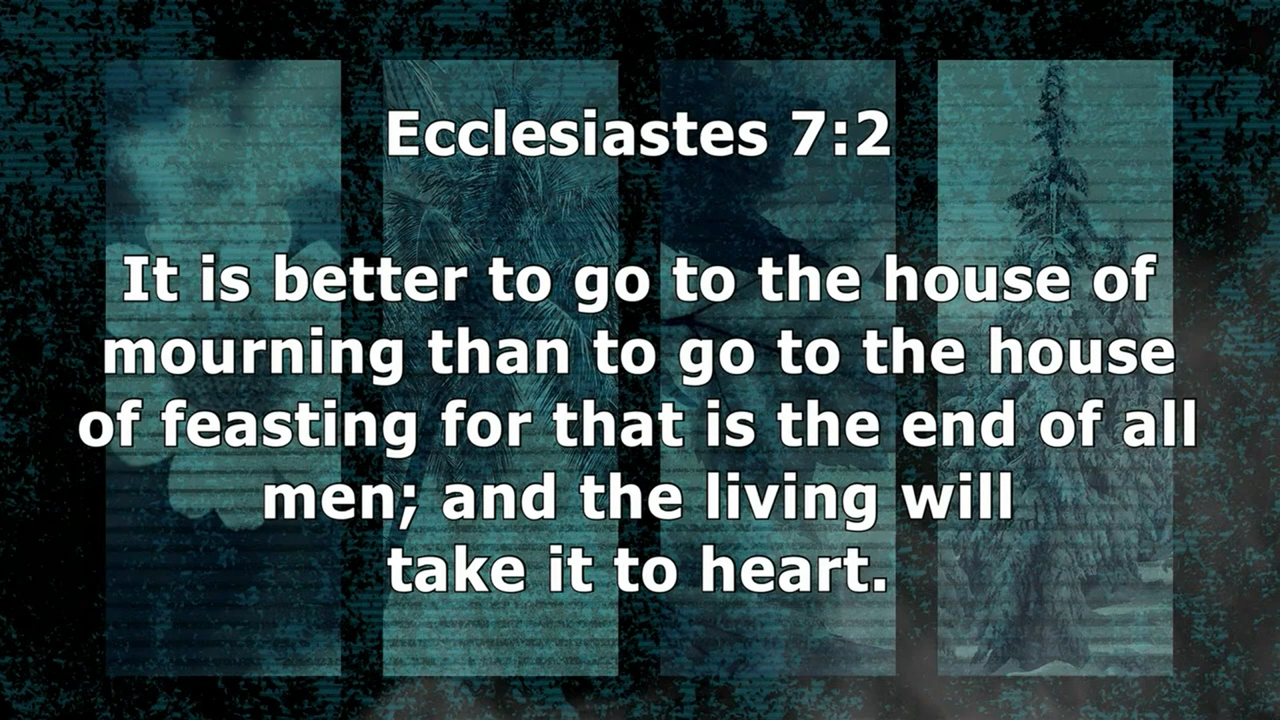 Ecclesiastes 7:2
It is better to go to the house of
mourning than to go to the house
of feasting for that is the end of all
men; and the living will
take it to heart.